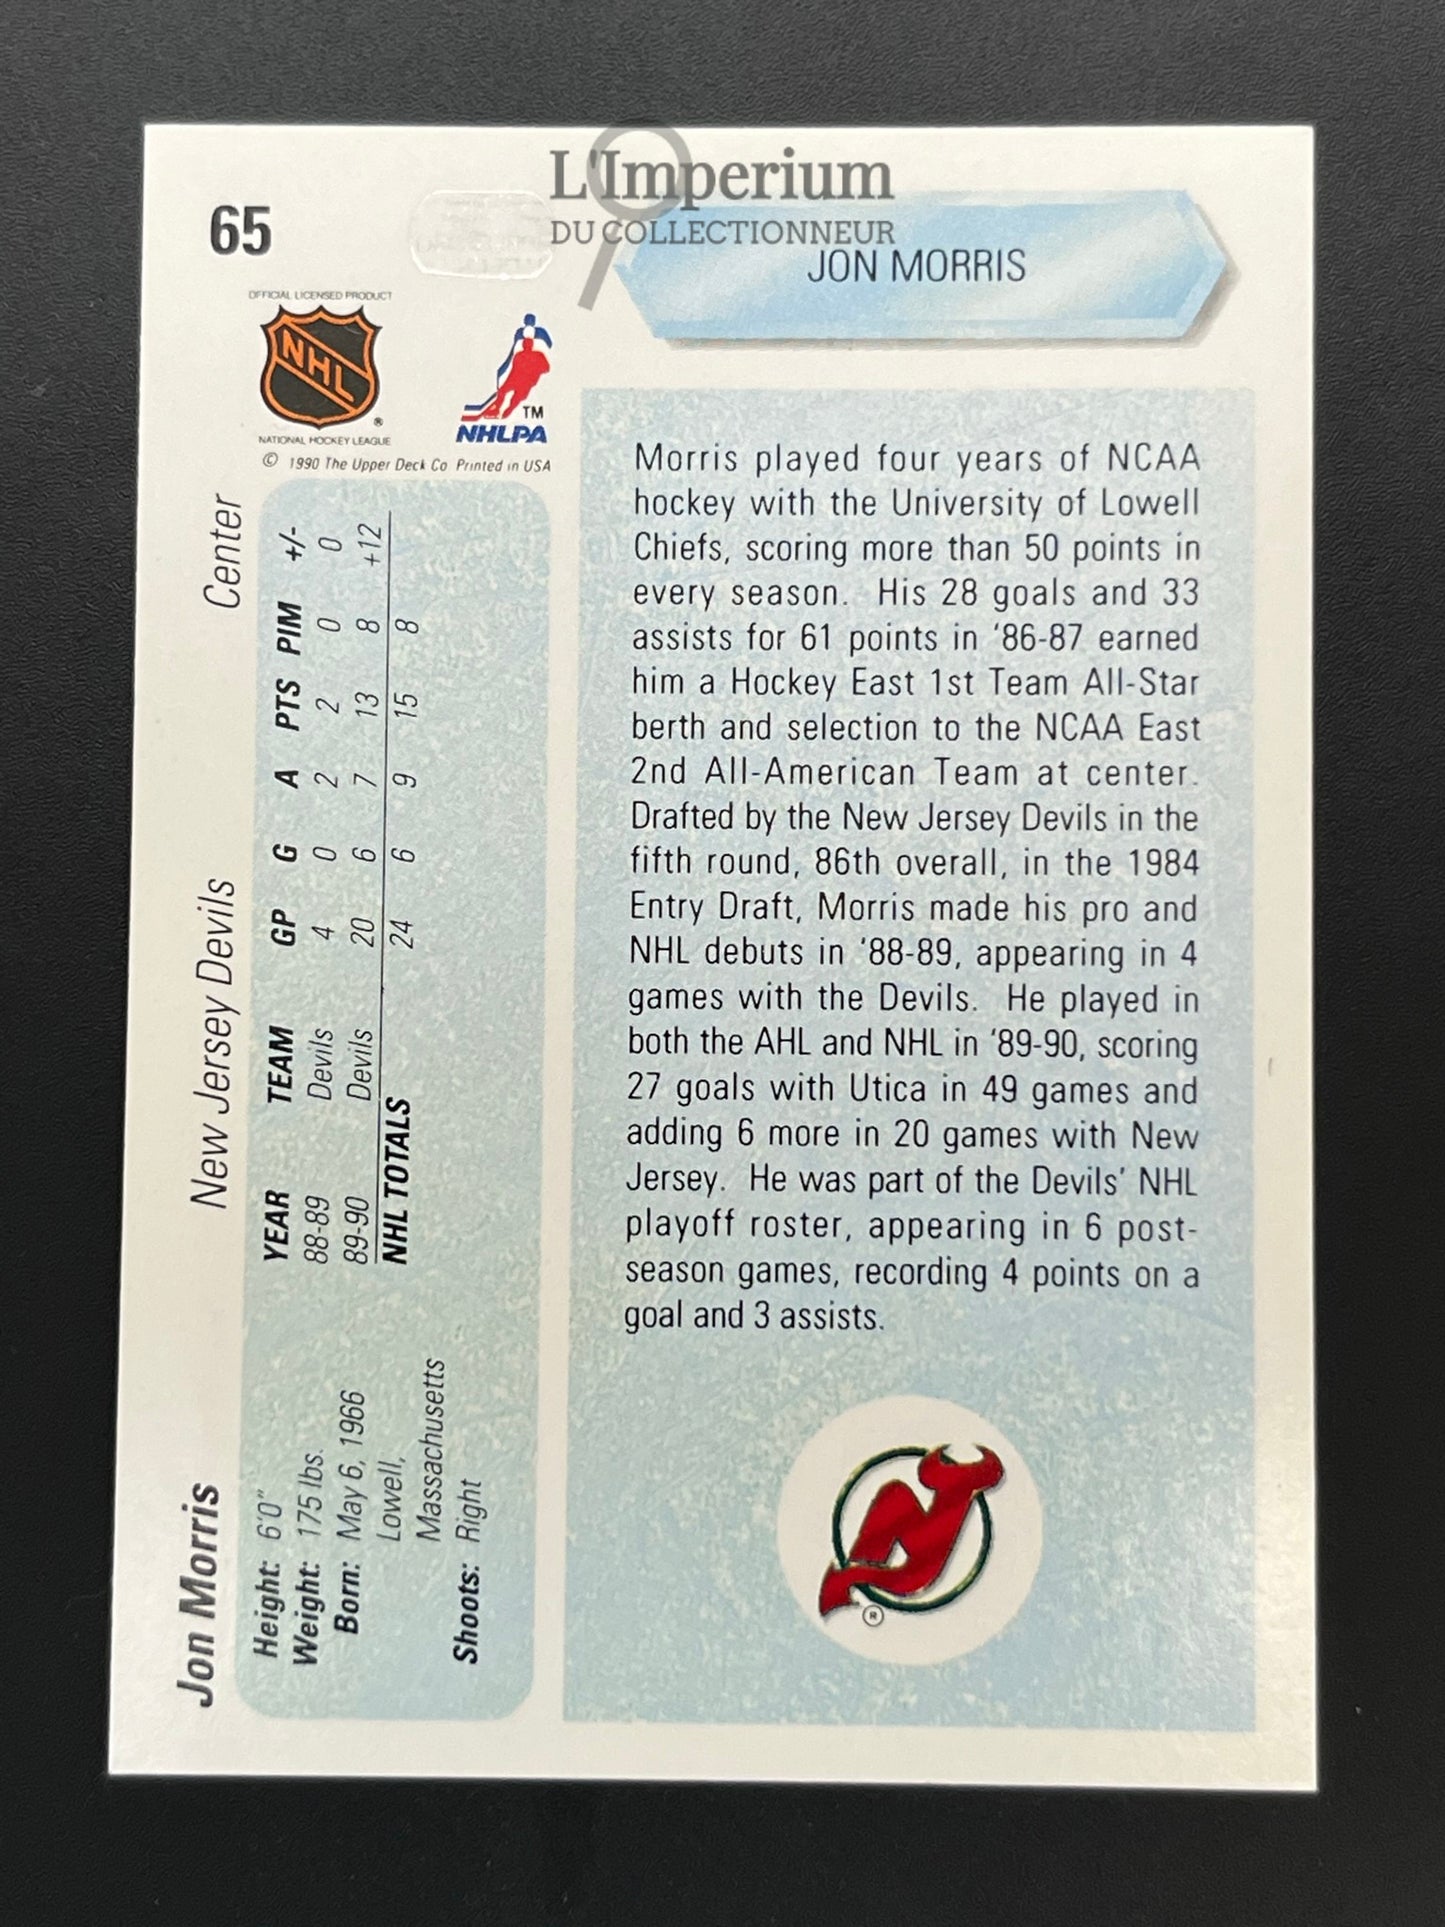 L'Imperium
DU COLLECTIONNEUR
65
JON MORRIS
OFFICIAL LICENSED PRODUCT
NHL
®
NATIONAL HOCKEY LEAGUE
TM
NHLPA
© 1990 The Upper Deck Co. Printed in USA
Morris played four years of NCAA
hockey with the University of Lowell
Chiefs, scoring more than 50 points in
every season. His 28 goals and 33
assists for 61 points in '86-87 earned
him a Hockey East 1st Team All-Star
berth and selection to the NCAA East
2nd All-American Team at center.
Drafted by the New Jersey Devils in the
fifth round, 86th overall, in the 1984
Entry Draft, Morris made his pro and
NHL debuts in '88-89, appearing in 4
games with the Devils. He played in
both the AHL and NHL in '89-90, scoring
27 goals with Utica in 49 games and
adding 6 more in 20 games with New
Jersey. He was part of the Devils' NHL
playoff roster, appearing in 6 post-
season games, recording 4 points on a
goal and 3 assists.
®
Jon Morris New Jersey Devils Center
Height: 6'0"
Weight: 175 lbs.
Born: May 6, 1966
Lowell,
Massachusetts
Shoots: Right
YEAR TEAM GP G A PTS PIM +/-
88-89 Devils 4 0 2 2 0 0
89-90 Devils 20 6 7 13 8 +12
NHL TOTALS 24 6 9 15 8